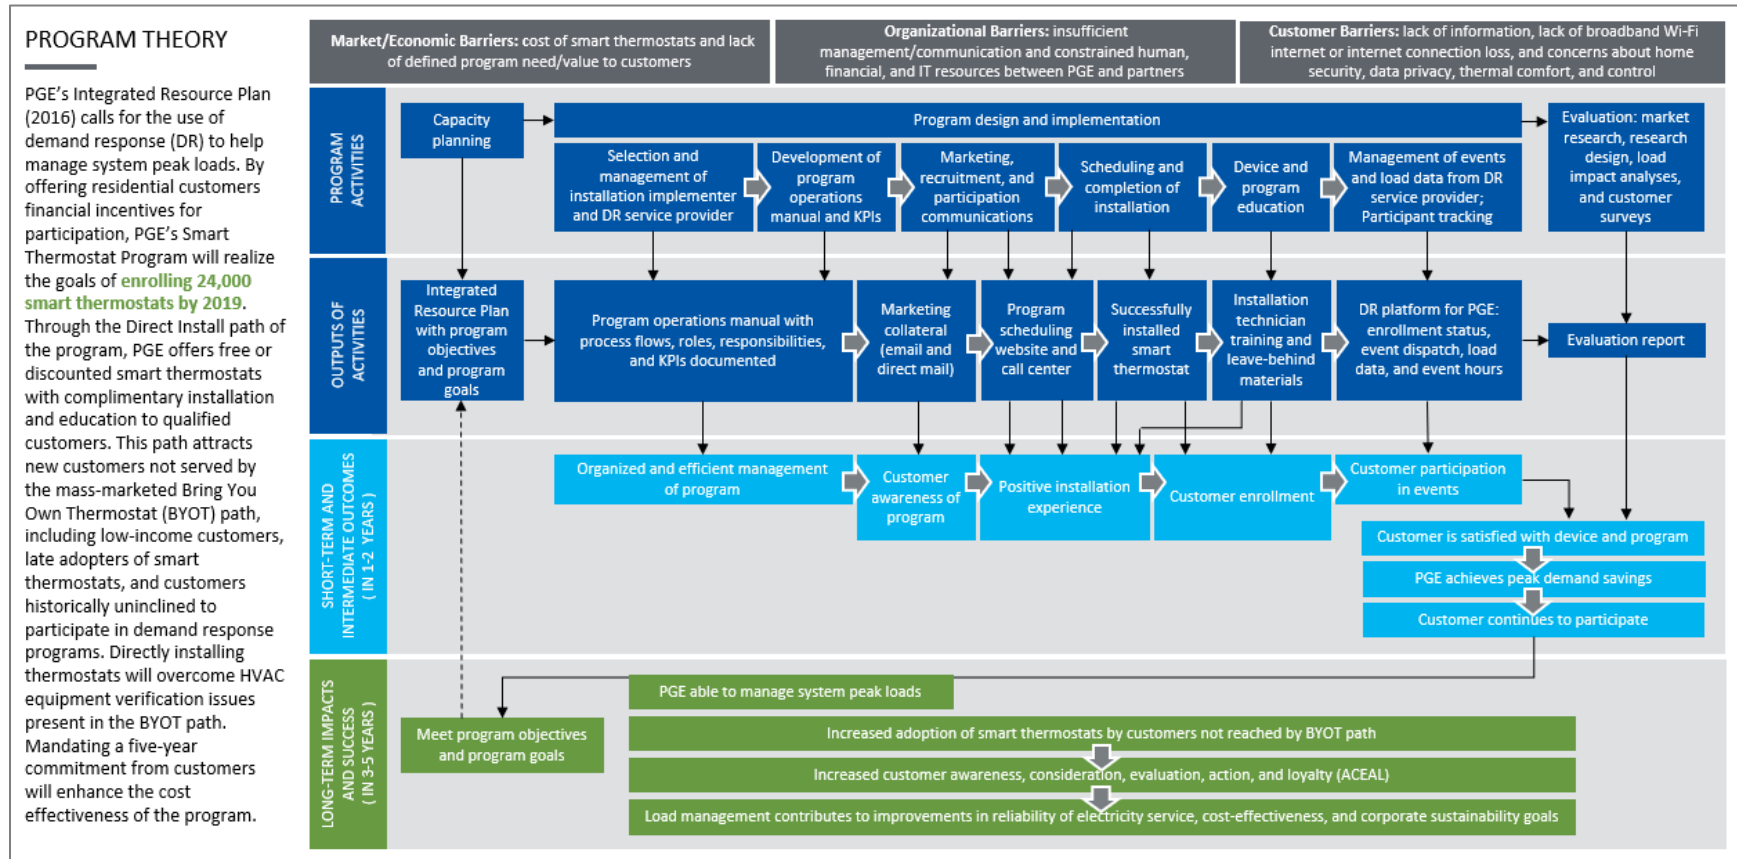 PROGRAM THEORY
PGE's Integrated Resource Plan
(2016) calls for the use of
demand response (DR) to help
manage system peak loads. By
offering residential customers
financial incentives for
participation, PGE's Smart
Thermostat Program will realize
the goals of enrolling 24,000
smart thermostats by 2019.
Through the Direct Install path of
the program, PGE offers free or
discounted smart thermostats
with complimentary installation
and education to qualified
customers. This path attracts
new customers not served by
the mass-marketed Bring You
Own Thermostat (BYOT) path,
including low-income customers,
late adopters of smart
thermostats, and customers
historically uninclined to
participate in demand response
programs. Directly installing
thermostats will overcome HVAC
equipment verification issues
present in the BYOT path.
Mandating a five-year
commitment from customers
will enhance the cost
effectiveness of the program.
Market/Economic Barriers: cost of smart thermostats and lack
of defined program need/value to customers
Organizational Barriers: insufficient
management/communication and constrained human,
financial, and IT resources between PGE and partners
Customer Barriers: lack of information, lack of broadband Wi-Fi
internet or internet connection loss, and concerns about home
security, data privacy, thermal comfort, and control
PROGRAM
ACTIVITIES
Capacity
planning
Program design and implementation
Selection and
management of
installation implementer
and DR service provider
Development of
program
operations
manual and KPIs
Marketing,
recruitment, and
participation
communications
Scheduling and
completion of
installation
Device and
program
education
Management of events
and load data from DR
service provider;
Participant tracking
Evaluation: market
research, research
design, load
impact analyses,
and customer
surveys
OUTPUTS OF
ACTIVITIES
Integrated
Resource Plan
with program
objectives
and program
goals
Program operations manual with
process flows, roles, responsibilities,
and KPIs documented
Marketing
collateral
(email and
direct mail)
Program
scheduling
website and
call center
Successfully
installed
smart
thermostat
Installation
technician
training and
leave-behind
materials
DR platform for PGE:
enrollment status,
event dispatch, load
data, and event hours
Evaluation report
SHORT-TERM AND
INTERMEDIATE OUTCOMES
( IN 1-2 YEARS )
Organized and efficient management
of program
Customer
awareness of
program
Positive installation
experience
Customer enrollment
Customer participation
in events
Customer is satisfied with device and program
PGE achieves peak demand savings
Customer continues to participate
LONG-TERM IMPACTS
AND SUCCESS
( IN 3-5 YEARS )
Meet program objectives
and program goals
PGE able to manage system peak loads
Increased adoption of smart thermostats by customers not reached by BYOT path
Increased customer awareness, consideration, evaluation, action, and loyalty (ACEAL)
Load management contributes to improvements in reliability of electricity service, cost-effectiveness, and corporate sustainability goals